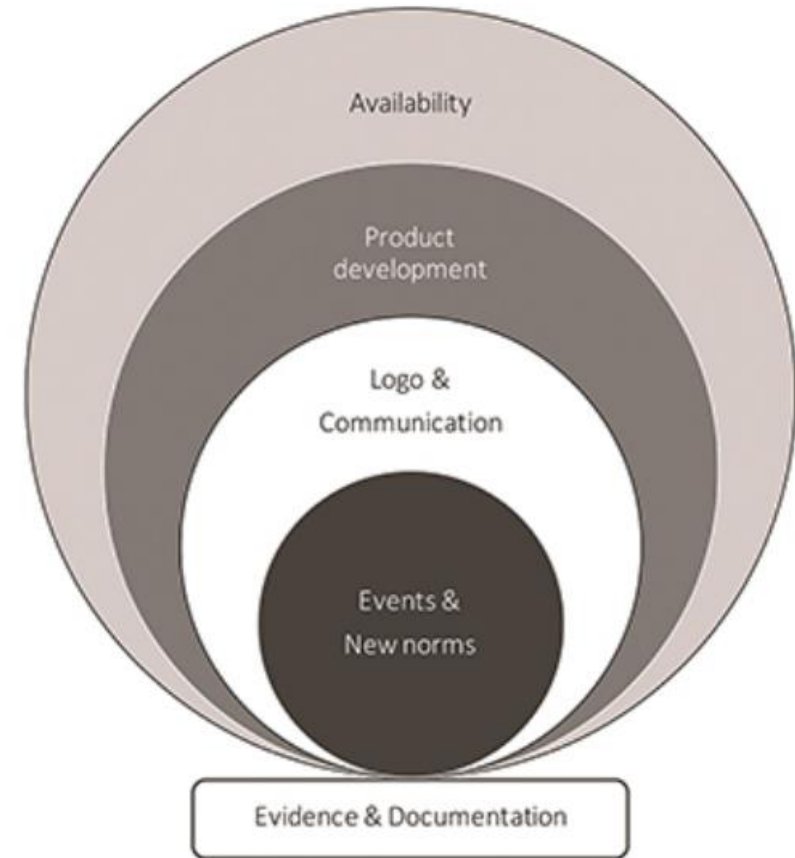 Availability
Product
development
Logo &
Communication
Events &
New norms
Evidence & Documentation